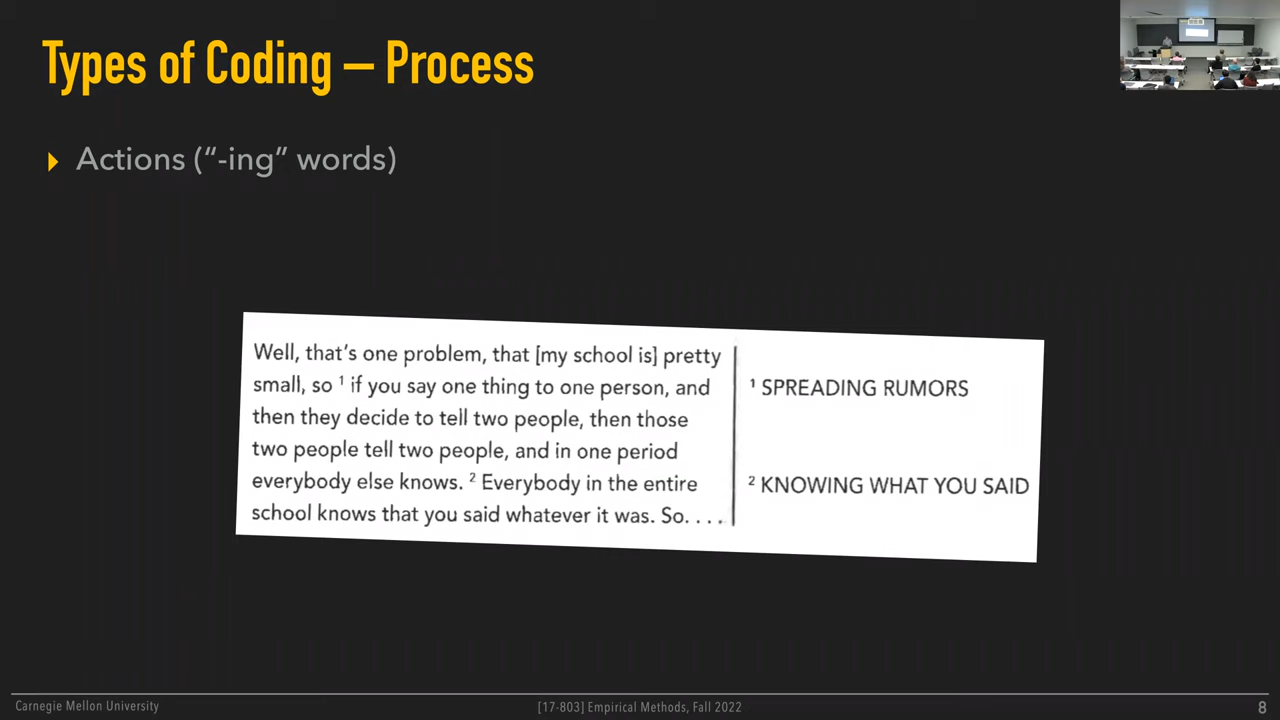 Types of Coding – Process
Actions (“-ing” words)
Well, that’s one problem, that [my school is] pretty
small, so ¹ if you say one thing to one person, and
then they decide to tell two people, then those
two people tell two people, and in one period
everybody else knows. ² Everybody in the entire
school knows that you said whatever it was. So. . . .
¹ SPREADING RUMORS
² KNOWING WHAT YOU SAID
Carnegie Mellon University
[17-803] Empirical Methods, Fall 2022
8